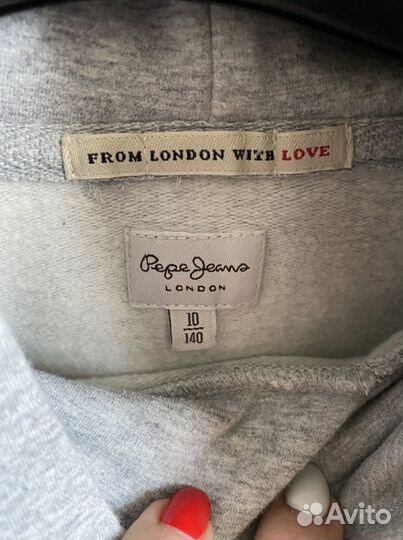 FROM LONDON WITH LOVE
Pepe Jeans
LONDON
10
140
Avito